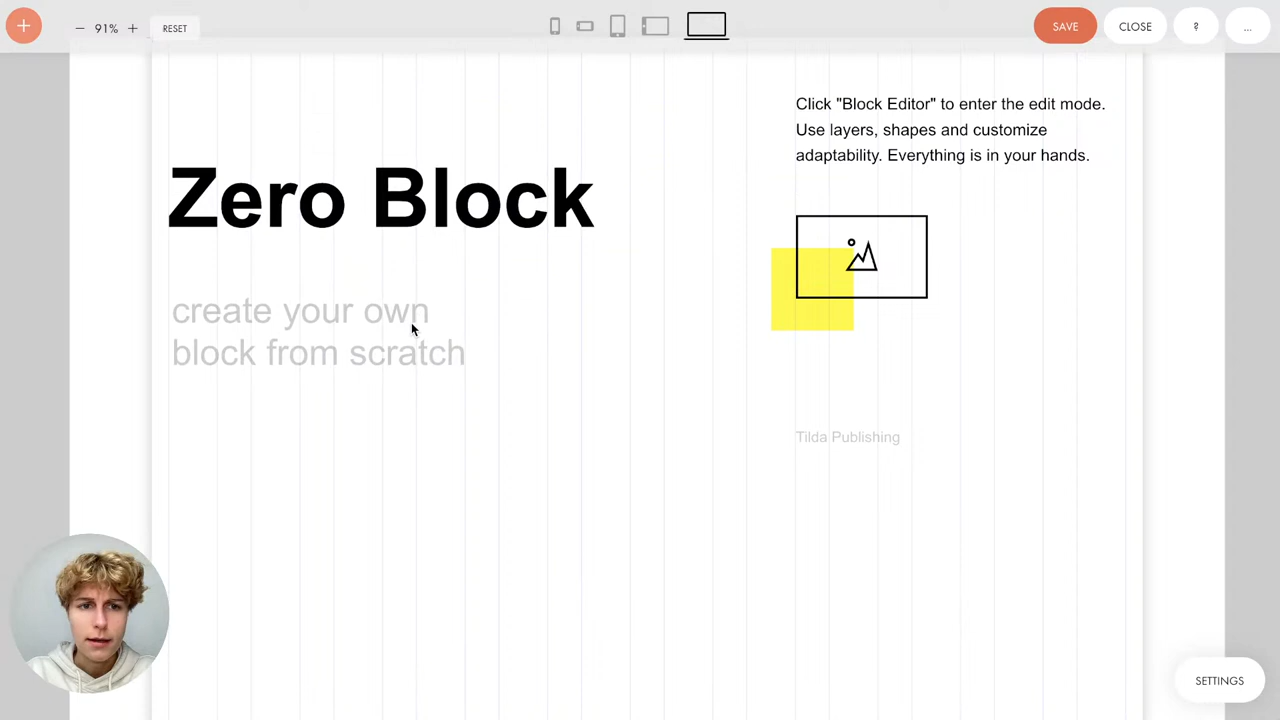 91%
RESET
SAVE
CLOSE
?
...
Click "Block Editor" to enter the edit mode.
Use layers, shapes and customize
adaptability. Everything is in your hands.
Zero Block
create your own
block from scratch
Tilda Publishing
SETTINGS